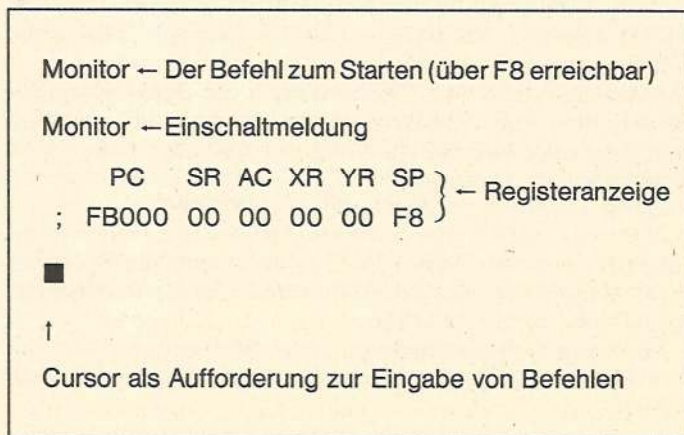 Monitor ← Der Befehl zum Starten (über F8 erreichbar)
Monitor ← Einschaltmeldung
PC SR AC XR YR SP
← Registeranzeige
; FB000 00 00 00 00 F8
■
↑
Cursor als Aufforderung zur Eingabe von Befehlen